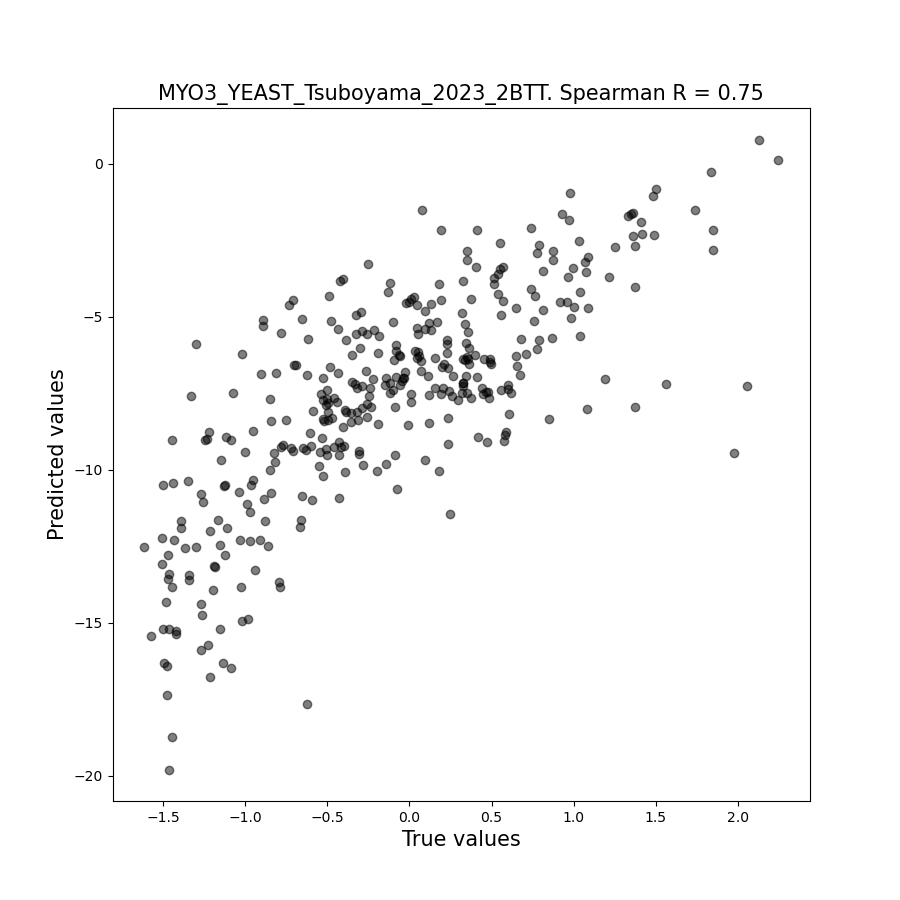 MYO3_YEAST_Tsuboyama_2023_2BTT. Spearman R = 0.75
0
−5
−10
−15
−20
Predicted values
−1.5 −1.0 −0.5 0.0 0.5 1.0 1.5 2.0
True values